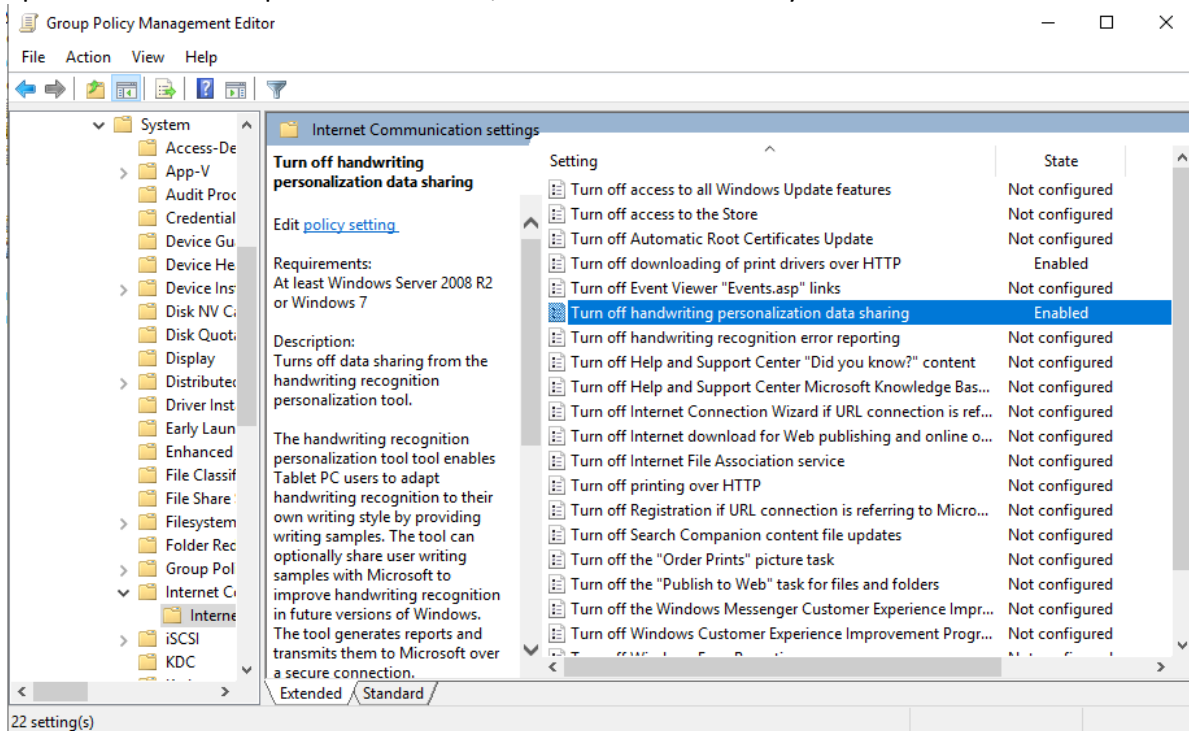 Group Policy Management Editor
File Action View Help
System
Access-De
App-V
Audit Proc
Credential
Device Gu
Device He
Device Ins
Disk NV Ca
Disk Quota
Display
Distributed
Driver Inst
Early Laun
Enhanced
File Classif
File Share
Filesystem
Folder Rec
Group Pol
Internet Co
Interne
iSCSI
KDC
Internet Communication settings
Turn off handwriting
personalization data sharing
Edit policy setting
Requirements:
At least Windows Server 2008 R2
or Windows 7
Description:
Turns off data sharing from the
handwriting recognition
personalization tool.
The handwriting recognition
personalization tool tool enables
Tablet PC users to adapt
handwriting recognition to their
own writing style by providing
writing samples. The tool can
optionally share user writing
samples with Microsoft to
improve handwriting recognition
in future versions of Windows.
The tool generates reports and
transmits them to Microsoft over
a secure connection.
Setting State
Turn off access to all Windows Update features Not configured
Turn off access to the Store Not configured
Turn off Automatic Root Certificates Update Not configured
Turn off downloading of print drivers over HTTP Enabled
Turn off Event Viewer "Events.asp" links Not configured
Turn off handwriting personalization data sharing Enabled
Turn off handwriting recognition error reporting Not configured
Turn off Help and Support Center "Did you know?" content Not configured
Turn off Help and Support Center Microsoft Knowledge Bas... Not configured
Turn off Internet Connection Wizard if URL connection is ref... Not configured
Turn off Internet download for Web publishing and online o... Not configured
Turn off Internet File Association service Not configured
Turn off printing over HTTP Not configured
Turn off Registration if URL connection is referring to Micro... Not configured
Turn off Search Companion content file updates Not configured
Turn off the "Order Prints" picture task Not configured
Turn off the "Publish to Web" task for files and folders Not configured
Turn off the Windows Messenger Customer Experience Impr... Not configured
Turn off Windows Customer Experience Improvement Progr... Not configured
Extended Standard
22 setting(s)